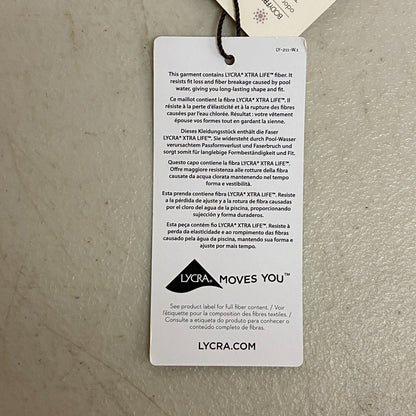 BODYFR
odor
LY-211-W.1
This garment contains LYCRA® XTRA LIFE™ fiber. It
resists fit loss and fiber breakage caused by pool
water, giving you long-lasting shape and fit.
Ce maillot contient la fibre LYCRA® XTRA LIFE™. Il
résiste à la perte d'élasticité et à la rupture des fibres
causées par l'eau chlorée. Résultat : votre vêtement
épouse vos formes tout en gardant la sienne.
Dieses Kleidungsstück enthält die Faser
LYCRA® XTRA LIFE™. Sie widersteht durch Pool-Wasser
verursachtem Passformverlust und Faserbruch und
sorgt somit für langlebige Formbeständigkeit und Fit.
Questo capo contiene la fibra LYCRA® XTRA LIFE™.
Offre maggiore resistenza alle rotture della fibra
causate da acqua clorata mantenendo nel tempo
forma e vestibilità.
Esta prenda contiene fibra LYCRA® XTRA LIFE™. Resiste
a la pérdida de ajuste y a la rotura de fibra causadas
por el cloro del agua de la piscina, proporcionando
sujección y forma duraderos.
Esta peça contém fio LYCRA® XTRA LIFE™. Resiste à
perda da elasticidade e ao rompimento das fibras
causado pela água da piscina, mantendo sua forma e
ajuste por mais tempo.
LYCRA® MOVES YOU™
See product label for full fiber content. / Voir
l'étiquette pour la composition des fibres textiles. /
Consulte a etiqueta do produto para conhecer o
conteúdo completo de fibras.
LYCRA.COM